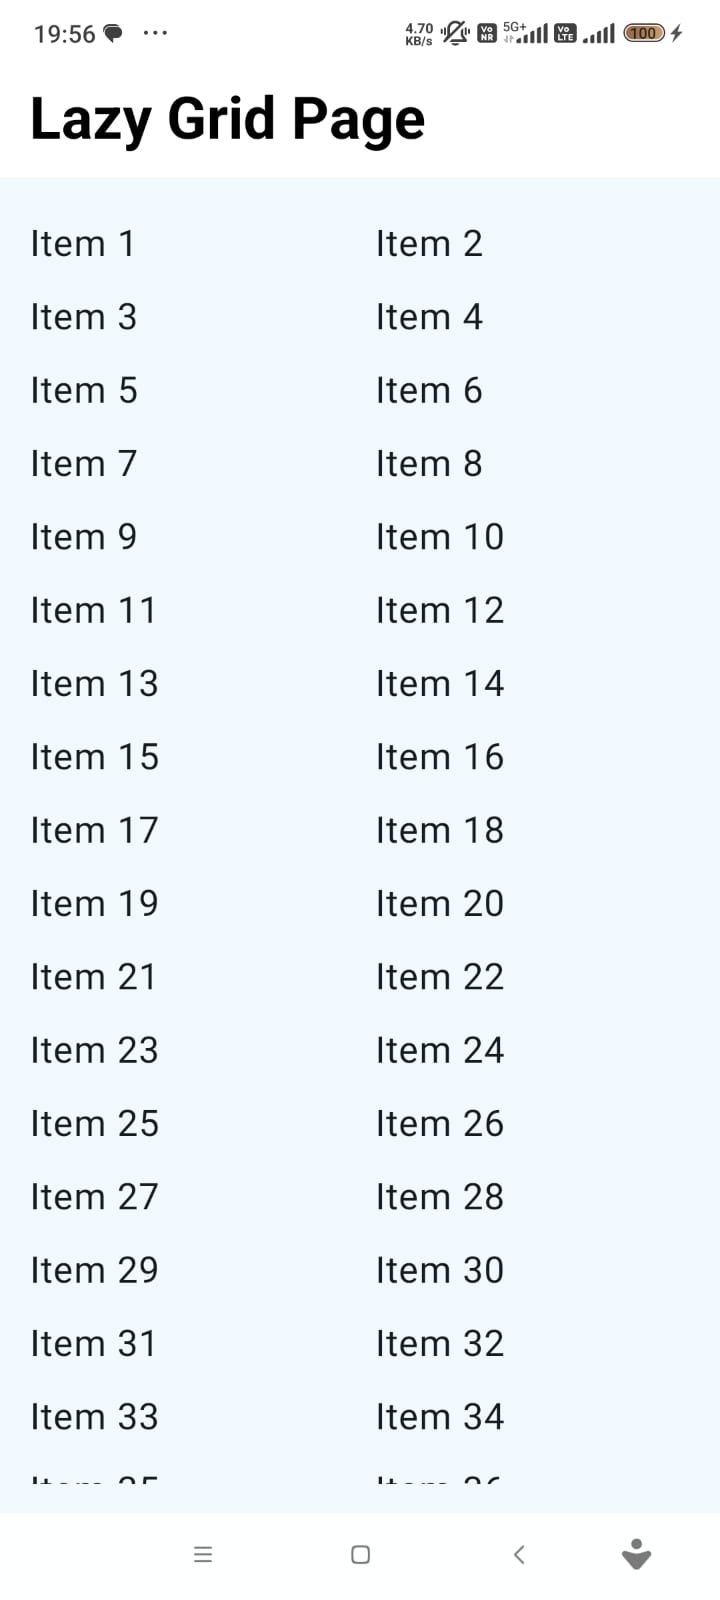 19:56 ... 4.70 KB/s Vo NR 5G+ Vo LTE 100
Lazy Grid Page
Item 1 Item 2
Item 3 Item 4
Item 5 Item 6
Item 7 Item 8
Item 9 Item 10
Item 11 Item 12
Item 13 Item 14
Item 15 Item 16
Item 17 Item 18
Item 19 Item 20
Item 21 Item 22
Item 23 Item 24
Item 25 Item 26
Item 27 Item 28
Item 29 Item 30
Item 31 Item 32
Item 33 Item 34